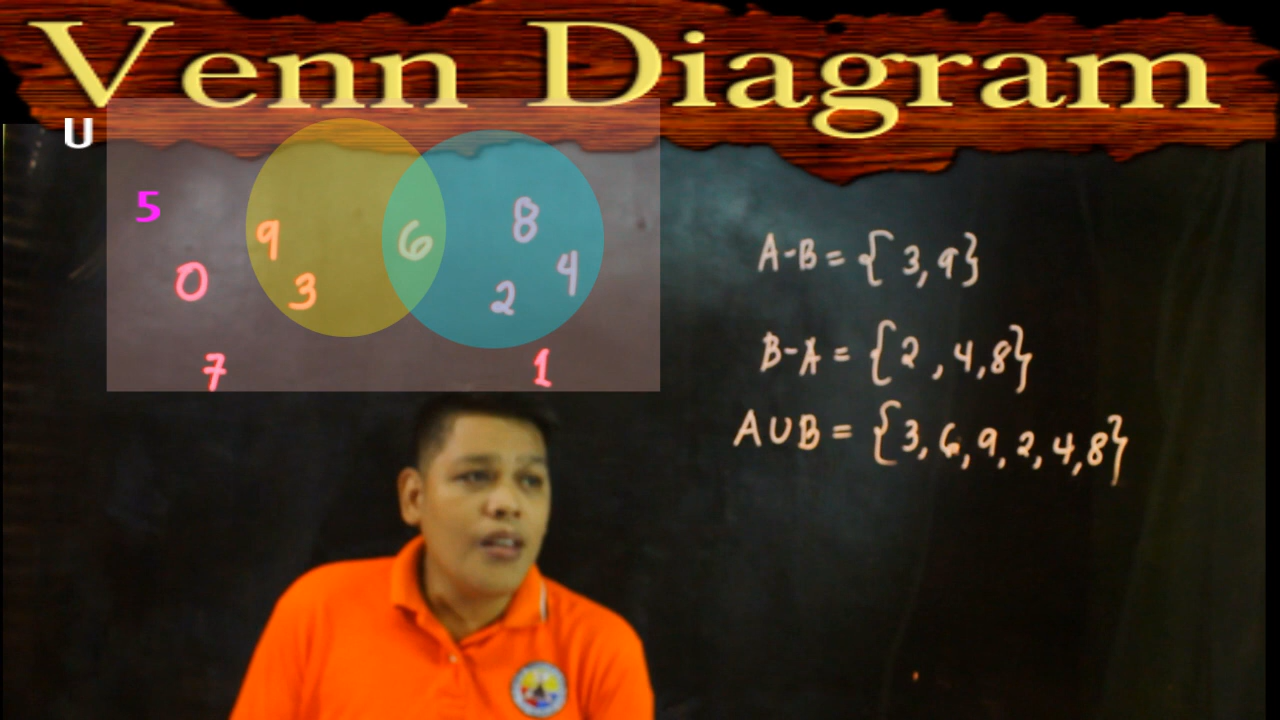 Venn Diagram
U
5
9
6
8
0
3
2
4
7
1
A-B = { 3, 9}
B-A = { 2 , 4, 8}
A∪B = { 3, 6, 9, 2, 4, 8}